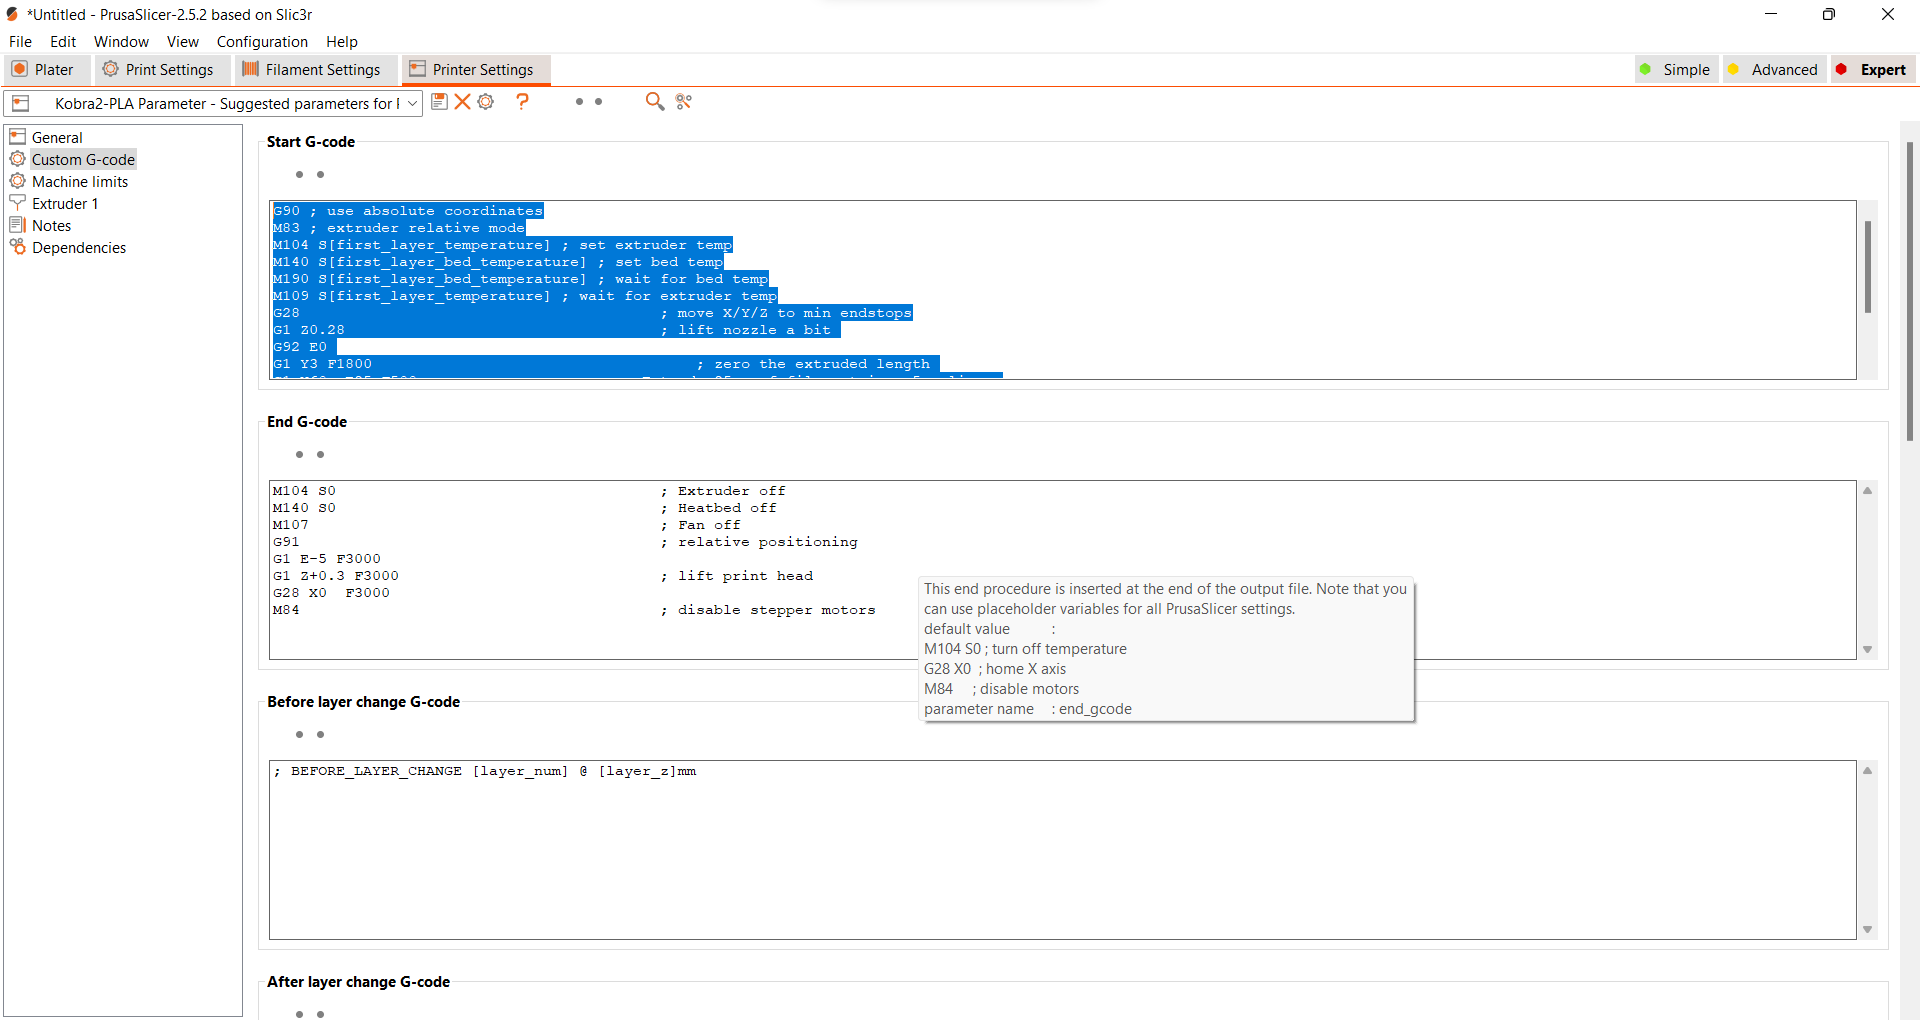 *Untitled - PrusaSlicer-2.5.2 based on Slic3r
File Edit Window View Configuration Help
Plater Print Settings Filament Settings Printer Settings Simple Advanced Expert
Kobra2-PLA Parameter - Suggested parameters for F
General
Custom G-code
Machine limits
Extruder 1
Notes
Dependencies
Start G-code
G90 ; use absolute coordinates
M83 ; extruder relative mode
M104 S[first_layer_temperature] ; set extruder temp
M140 S[first_layer_bed_temperature] ; set bed temp
M190 S[first_layer_bed_temperature] ; wait for bed temp
M109 S[first_layer_temperature] ; wait for extruder temp
G28 ; move X/Y/Z to min endstops
G1 Z0.28 ; lift nozzle a bit
G92 E0
G1 Y3 F1800 ; zero the extruded length
End G-code
M104 S0 ; Extruder off
M140 S0 ; Heatbed off
M107 ; Fan off
G91 ; relative positioning
G1 E-5 F3000
G1 Z+0.3 F3000 ; lift print head
G28 X0 F3000
M84 ; disable stepper motors
This end procedure is inserted at the end of the output file. Note that you
can use placeholder variables for all PrusaSlicer settings.
default value :
M104 S0 ; turn off temperature
G28 X0 ; home X axis
M84 ; disable motors
parameter name : end_gcode
Before layer change G-code
; BEFORE_LAYER_CHANGE [layer_num] @ [layer_z]mm
After layer change G-code